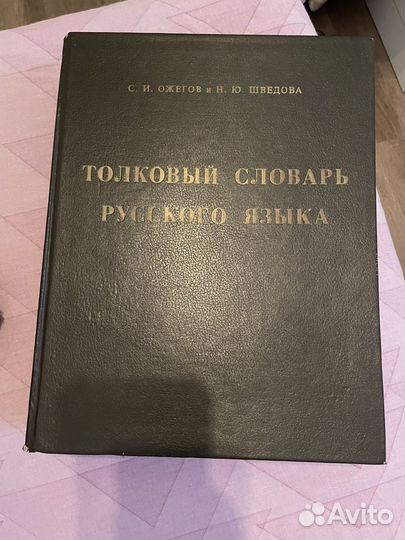 С. И. ОЖЕГОВ и Н. Ю. ШВЕДОВА
ТОЛКОВЫЙ СЛОВАРЬ
РУССКОГО ЯЗЫКА
Avito